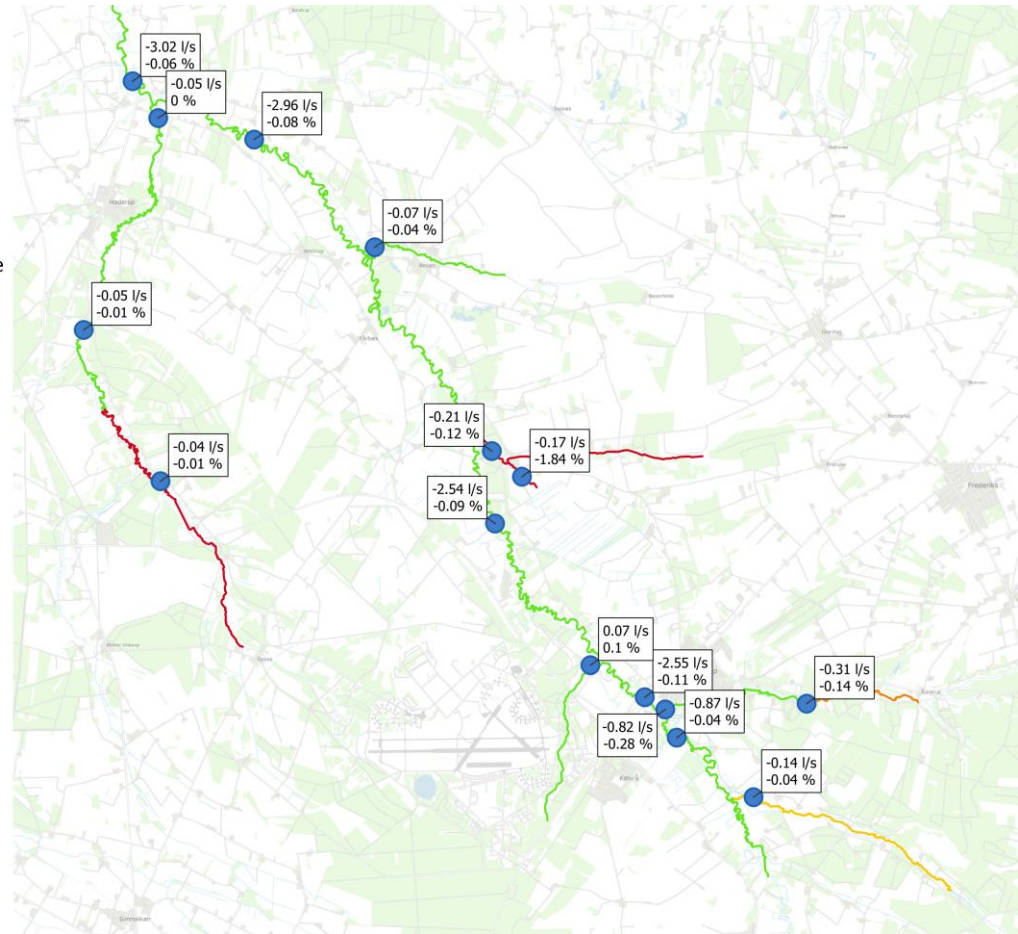 -3.02 l/s
-0.06 %
-0.05 l/s
0 %
-2.96 l/s
-0.08 %
Haderup
-0.07 l/s
-0.04 %
e
-0.05 l/s
-0.01 %
-0.21 l/s
-0.12 %
-0.17 l/s
-1.84 %
-0.04 l/s
-0.01 %
Frederiks
-2.54 l/s
-0.09 %
0.07 l/s
0.1 %
-2.55 l/s
-0.11 %
p
-0.31 l/s
-0.14 %
-0.87 l/s
-0.04 %
-0.82 l/s
-0.28 %
-0.14 l/s
-0.04 %